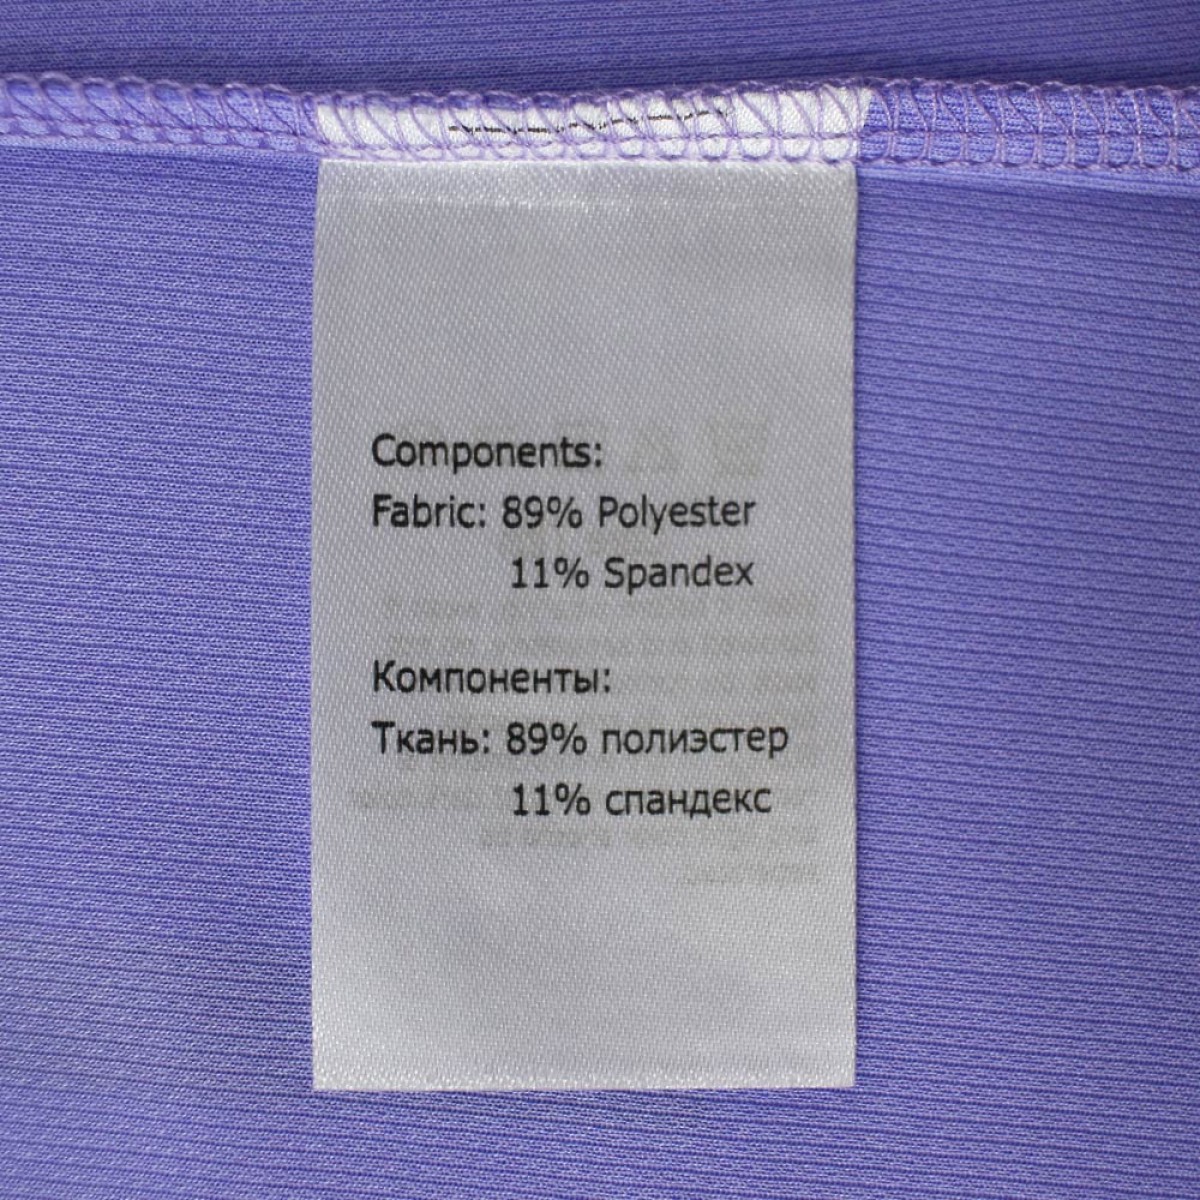 Components:
Fabric: 89% Polyester
11% Spandex
Компоненты:
Ткань: 89% полиэстер
11% спандекс